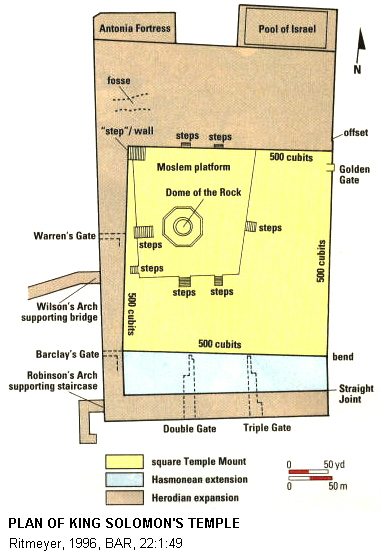 Antonia Fortress
Pool of Israel
N
fosse
"step"/ wall
steps
steps
offset
500 cubits
Moslem platform
Golden
Gate
Dome of the Rock
Warren's Gate
steps
steps
steps
500 cubits
Wilson's Arch
supporting bridge
steps
steps
500 cubits
500 cubits
Barclay's Gate
bend
Robinson's Arch
supporting staircase
Straight
Joint
Double Gate
Triple Gate
square Temple Mount
Hasmonean extension
Herodian expansion
0 50 yd
0 50 m
PLAN OF KING SOLOMON'S TEMPLE
Ritmeyer, 1996, BAR, 22:1:49